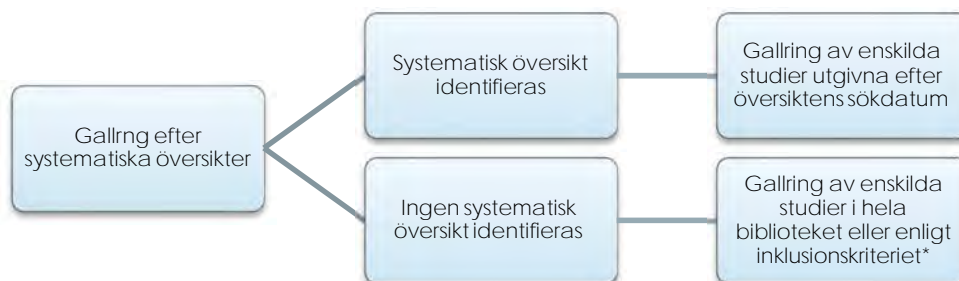 Gallrng efter
systematiska översikter
Systematisk översikt
identifieras
Gallring av enskilda
studier utgivna efter
översiktens sökdatum
Ingen systematisk
översikt identifieras
Gallring av enskilda
studier i hela
biblioteket eller enligt
inklusionskriteriet*